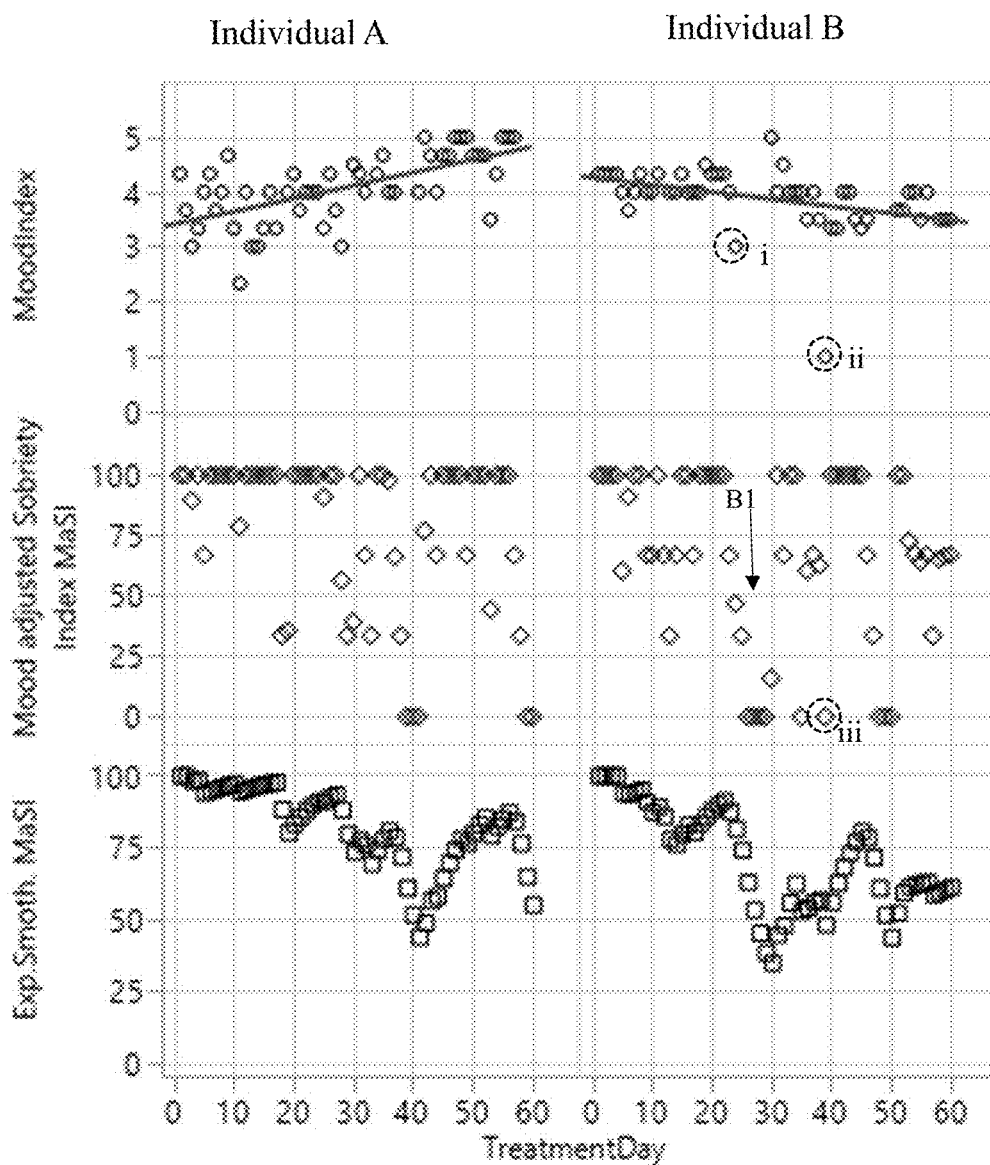 Individual A
Individual B
MoodIndex
5
4
3
2
1
0
i
ii
Mood adjusted Sobriety
Index MaSI
100
75
50
25
0
B1
iii
Exp.Smoth. MaSI
100
75
50
25
0
0 10 20 30 40 50 60
0 10 20 30 40 50 60
TreatmentDay